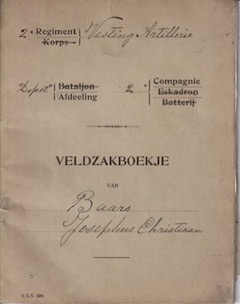 2e Regiment Vesting Artillerie
Korps
Depot Bataljon 2e Compagnie
Afdeeling Eskadron
Batterij
VELDZAKBOEKJE
VAN
Baars
Josephus Christiaan